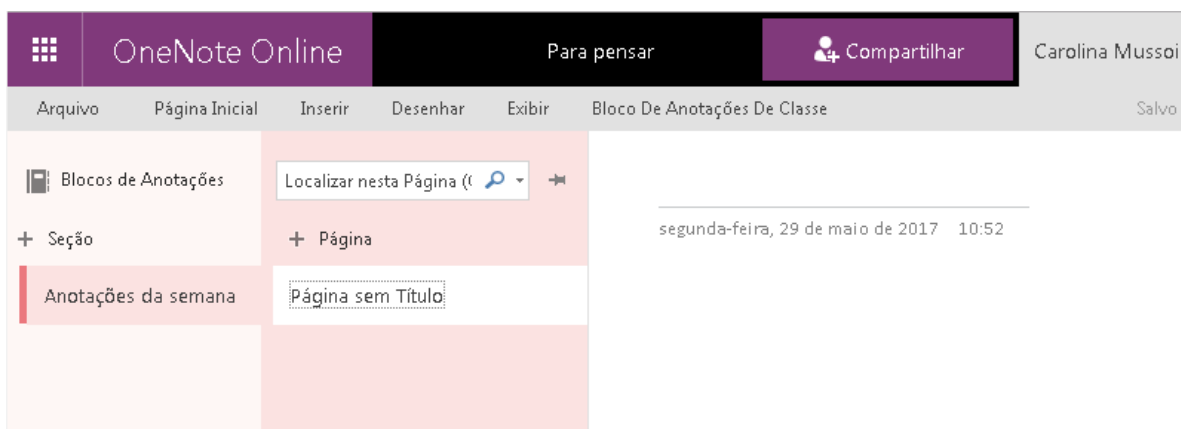 OneNote Online Para pensar Compartilhar Carolina Mussoi
Arquivo Página Inicial Inserir Desenhar Exibir Bloco De Anotações De Classe Salvo
Blocos de Anotações
Localizar nesta Página ((
+ Seção
+ Página
Anotações da semana
Página sem Título
segunda-feira, 29 de maio de 2017 10:52